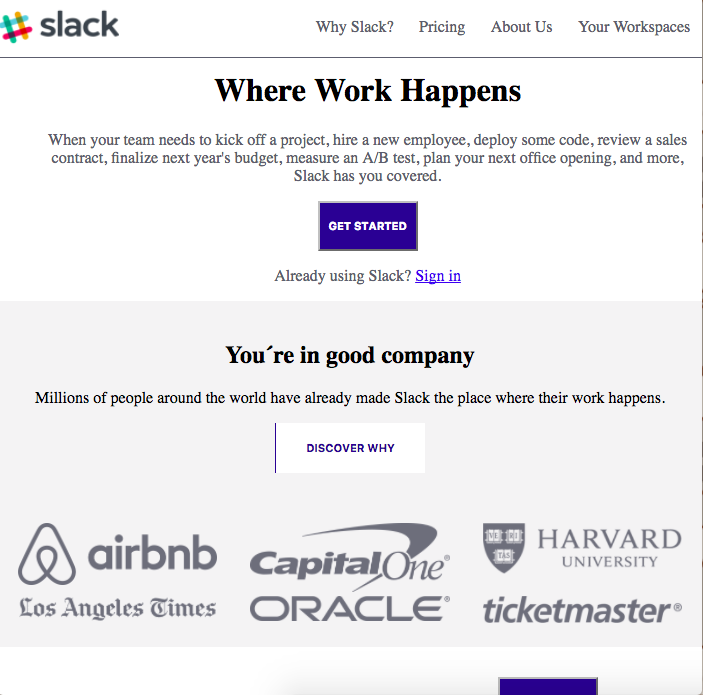 slack
Why Slack? Pricing About Us Your Workspaces
Where Work Happens
When your team needs to kick off a project, hire a new employee, deploy some code, review a sales
contract, finalize next year's budget, measure an A/B test, plan your next office opening, and more,
Slack has you covered.
GET STARTED
Already using Slack? Sign in
You´re in good company
Millions of people around the world have already made Slack the place where their work happens.
DISCOVER WHY
airbnb
CapitalOne®
VE RI TAS
HARVARD
UNIVERSITY
Los Angeles Times
ORACLE®
ticketmaster®